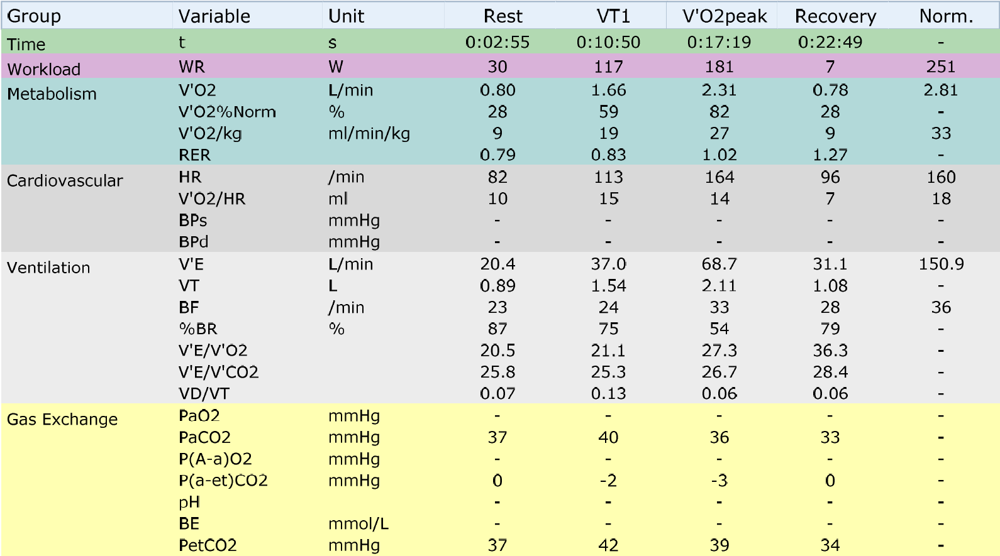 Group Variable Unit Rest VT1 V'O2peak Recovery Norm.
Time t s 0:02:55 0:10:50 0:17:19 0:22:49 -
Workload WR W 30 117 181 7 251
Metabolism V'O2 L/min 0.80 1.66 2.31 0.78 2.81
V'O2%Norm % 28 59 82 28 -
V'O2/kg ml/min/kg 9 19 27 9 33
RER 0.79 0.83 1.02 1.27 -
Cardiovascular HR /min 82 113 164 96 160
V'O2/HR ml 10 15 14 7 18
BPs mmHg - - - - -
BPd mmHg - - - - -
Ventilation V'E L/min 20.4 37.0 68.7 31.1 150.9
VT L 0.89 1.54 2.11 1.08 -
BF /min 23 24 33 28 36
%BR % 87 75 54 79 -
V'E/V'O2 20.5 21.1 27.3 36.3 -
V'E/V'CO2 25.8 25.3 26.7 28.4 -
VD/VT 0.07 0.13 0.06 0.06 -
Gas Exchange PaO2 mmHg - - - - -
PaCO2 mmHg 37 40 36 33 -
P(A-a)O2 mmHg - - - - -
P(a-et)CO2 mmHg 0 -2 -3 0 -
pH - - - - -
BE mmol/L - - - - -
PetCO2 mmHg 37 42 39 34 -